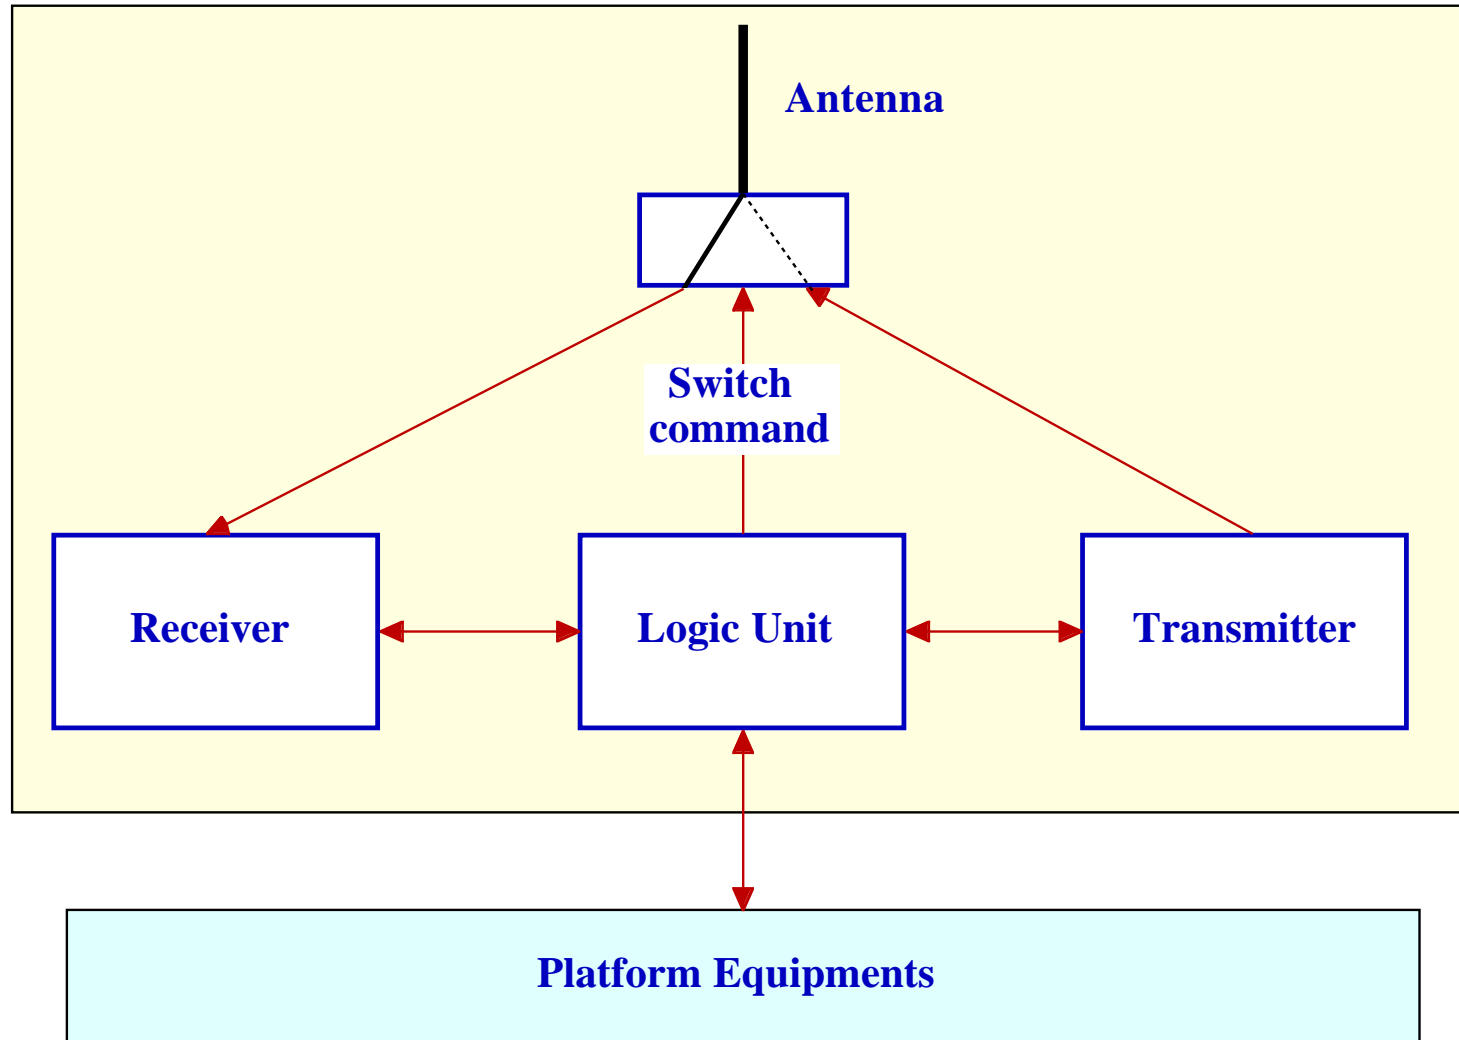 Antenna
Switch
command
Receiver
Logic Unit
Transmitter
Platform Equipments